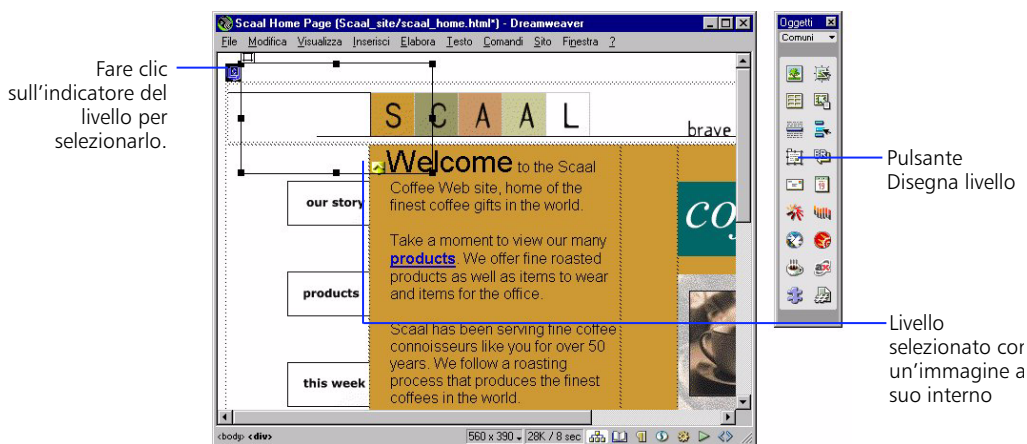 Scaal Home Page (Scaal_site/scaal_home.html*) - Dreamweaver
File Modifica Visualizza Inserisci Elabora Testo Comandi Sito Finestra ?
Oggetti
Comuni
Fare clic
sull’indicatore del
livello per
selezionarlo.
S C A A L
brave
Welcome to the Scaal
Coffee Web site, home of the
finest coffee gifts in the world.
Take a moment to view our many
products. We offer fine roasted
products as well as items to wear
and items for the office.
Scaal has been serving fine coffee
connoisseurs like you for over 50
years. We follow a roasting
process that produces the finest
coffees in the world.
our story
products
this week
co
Pulsante
Disegna livello
Livello
selezionato con
un’immagine a
suo interno
<body> <div>
560 x 390 28K / 8 sec